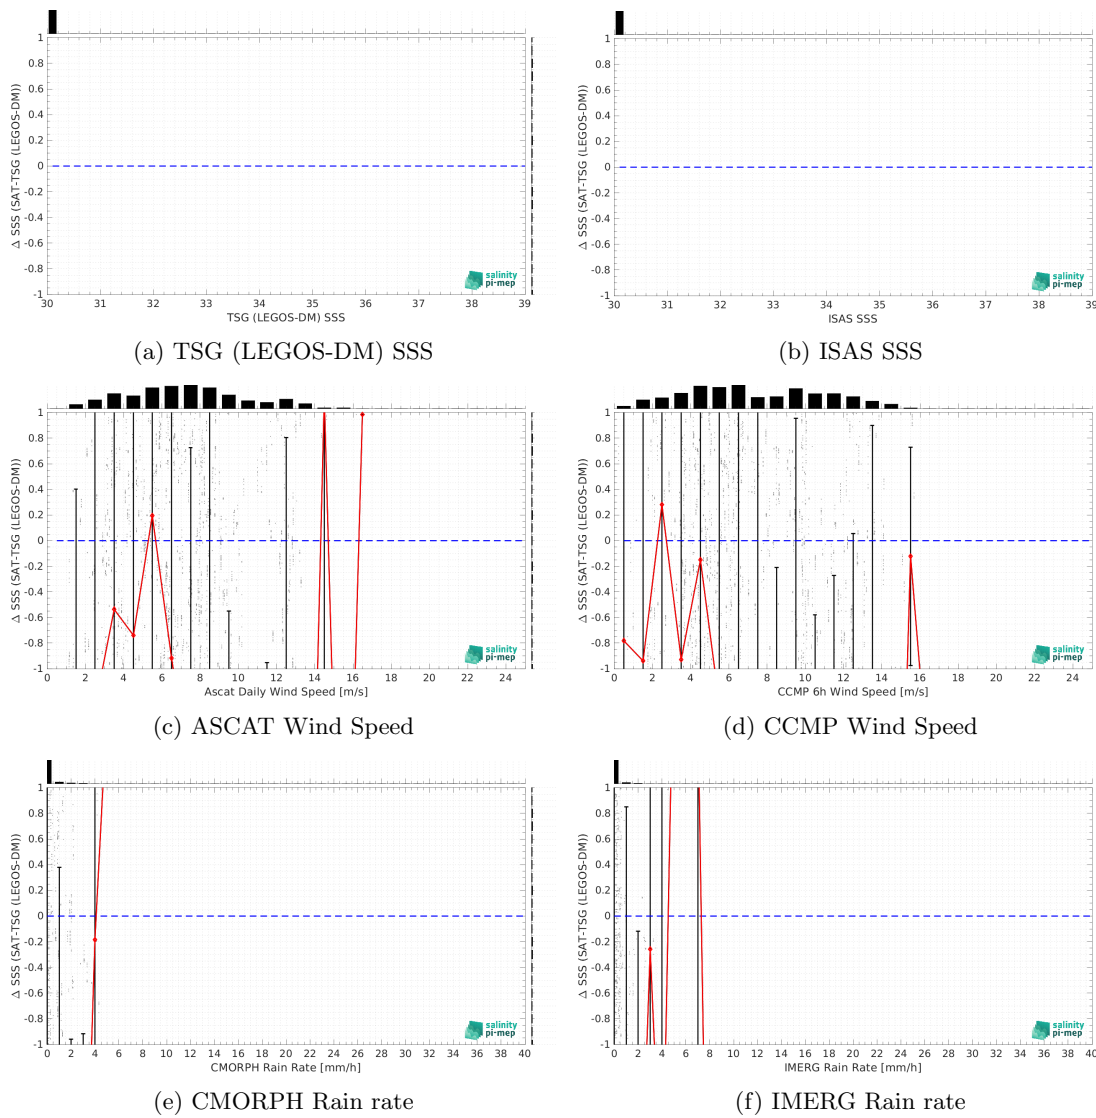 1
0.8
0.6
0.4
0.2
0
-0.2
-0.4
-0.6
-0.8
-1
Δ SSS (SAT-TSG (LEGOS-DM))
salinity
pi-mep
30 31 32 33 34 35 36 37 38 39
TSG (LEGOS-DM) SSS
(a) TSG (LEGOS-DM) SSS
1
0.8
0.6
0.4
0.2
0
-0.2
-0.4
-0.6
-0.8
-1
Δ SSS (SAT-TSG (LEGOS-DM))
salinity
pi-mep
30 31 32 33 34 35 36 37 38 39
ISAS SSS
(b) ISAS SSS
1
0.8
0.6
0.4
0.2
0
-0.2
-0.4
-0.6
-0.8
-1
Δ SSS (SAT-TSG (LEGOS-DM))
salinity
pi-mep
0 2 4 6 8 10 12 14 16 18 20 22 24
Ascat Daily Wind Speed [m/s]
(c) ASCAT Wind Speed
1
0.8
0.6
0.4
0.2
0
-0.2
-0.4
-0.6
-0.8
-1
Δ SSS (SAT-TSG (LEGOS-DM))
salinity
pi-mep
0 2 4 6 8 10 12 14 16 18 20 22 24
CCMP 6h Wind Speed [m/s]
(d) CCMP Wind Speed
1
0.8
0.6
0.4
0.2
0
-0.2
-0.4
-0.6
-0.8
-1
Δ SSS (SAT-TSG (LEGOS-DM))
salinity
pi-mep
0 2 4 6 8 10 12 14 16 18 20 22 24 26 28 30 32 34 36 38 40
CMORPH Rain Rate [mm/h]
(e) CMORPH Rain rate
1
0.8
0.6
0.4
0.2
0
-0.2
-0.4
-0.6
-0.8
-1
Δ SSS (SAT-TSG (LEGOS-DM))
salinity
pi-mep
0 2 4 6 8 10 12 14 16 18 20 22 24 26 28 30 32 34 36 38 40
IMERG Rain Rate [mm/h]
(f) IMERG Rain rate